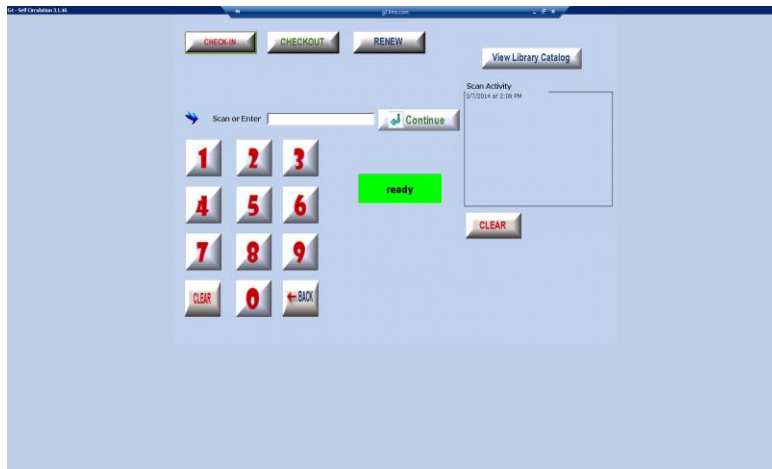 G4 - Self Circulation 3.1.46
CHECK-IN
CHECKOUT
RENEW
View Library Catalog
Scan Activity
3/7/2014 at 2:08 PM
Scan or Enter
Continue
1 2 3
ready
4 5 6
CLEAR
7 8 9
CLEAR 0 BACK